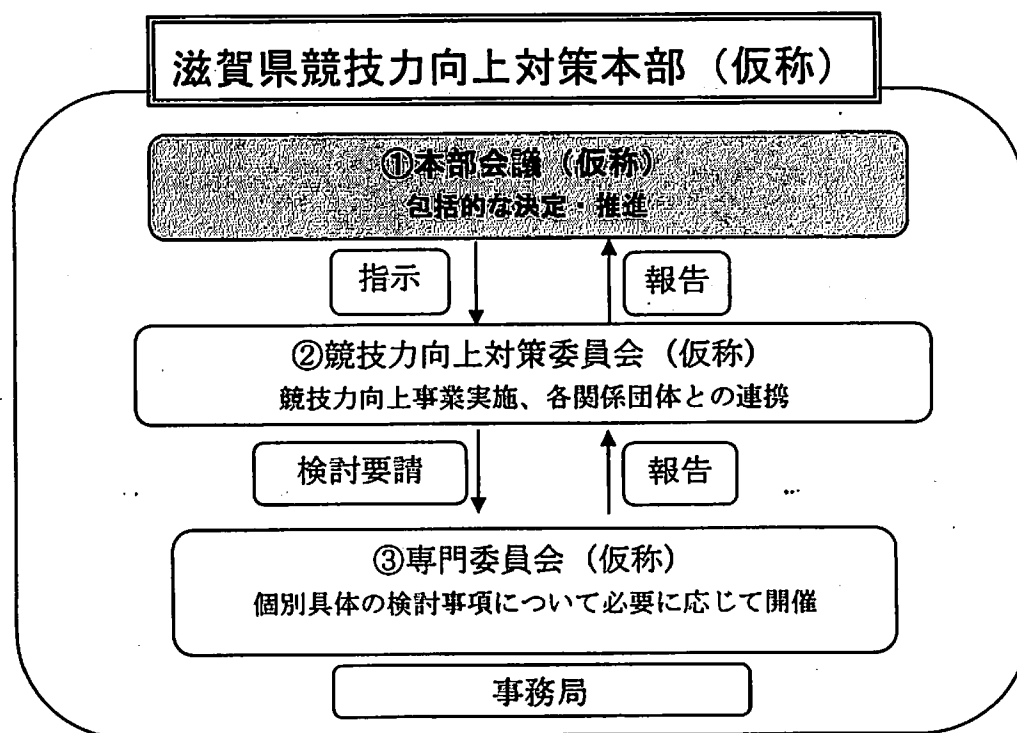 滋賀県競技力向上対策本部（仮称）
①本部会議（仮称）
包括的な決定・推進
指示
報告
②競技力向上対策委員会（仮称）
競技力向上事業実施、各関係団体との連携
検討要請
報告
③専門委員会（仮称）
個別具体の検討事項について必要に応じて開催
事務局